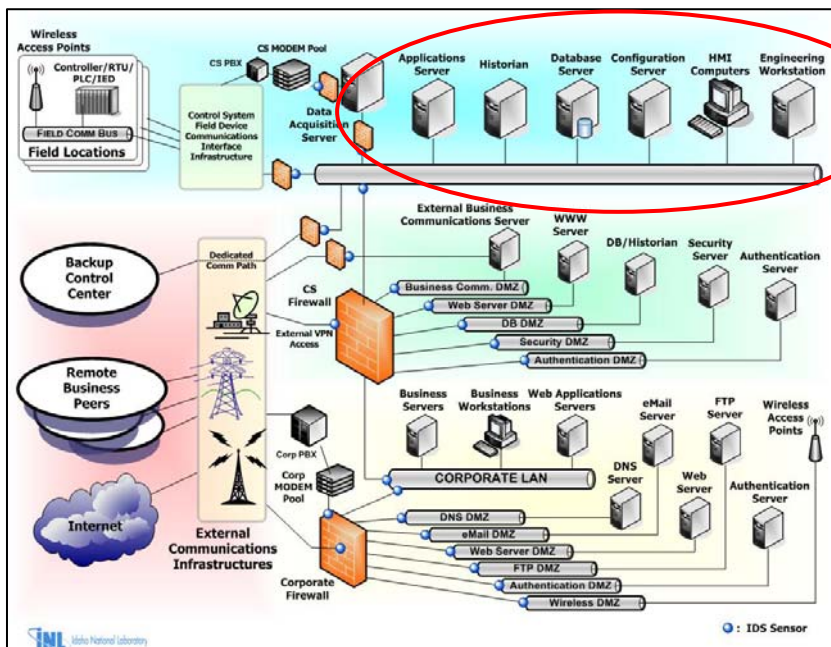 Wireless
Access Points
Controller/RTU/
PLC/IED
FIELD COMM BUS
Field Locations
CS PBX
CS MODEM Pool
Control System
Field Device
Communications
Interface
Infrastructure
Data
Acquisition
Server
Applications
Server
Historian
Database
Server
Configuration
Server
HMI
Computers
Engineering
Workstation
External Business
Communications Server
WWW
Server
DB/Historian
Security
Server
Authentication
Server
Backup
Control
Center
Dedicated
Comm Path
CS
Firewall
External VPN
Access
Business Comm. DMZ
Web Server DMZ
DB DMZ
Security DMZ
Authentication DMZ
Remote
Business
Peers
Business
Servers
Business
Workstations
Web Applications
Servers
eMail
Server
FTP
Server
Wireless
Access
Points
Corp PBX
Corp
MODEM
Pool
CORPORATE LAN
DNS
Server
Web
Server
Authentication
Server
Internet
External
Communications
Infrastructures
Corporate
Firewall
DNS DMZ
eMail DMZ
Web Server DMZ
FTP DMZ
Authentication DMZ
Wireless DMZ
INL Idaho National Laboratory
: IDS Sensor